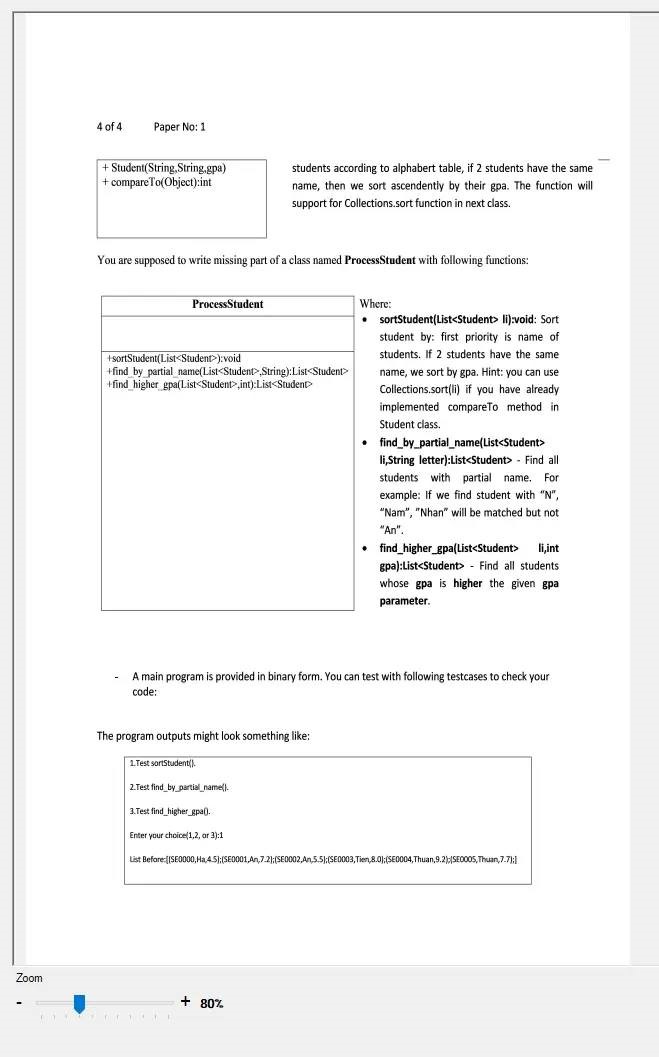 4 of 4 Paper No: 1
+ Student(String,String,gpa)
+ compareTo(Object):int
students according to alphabert table, if 2 students have the same
name, then we sort ascendently by their gpa. The function will
support for Collections.sort function in next class.
You are supposed to write missing part of a class named ProcessStudent with following functions:
ProcessStudent
+sortStudent(List<Student>):void
+find_by_partial_name(List<Student>,String):List<Student>
+find_higher_gpa(List<Student>,int):List<Student>
Where:
• sortStudent(List<Student> li):void: Sort
student by: first priority is name of
students. If 2 students have the same
name, we sort by gpa. Hint: you can use
Collections.sort(li) if you have already
implemented compareTo method in
Student class.
• find_by_partial_name(List<Student>
li,String letter):List<Student> - Find all
students with partial name. For
example: If we find student with “N”,
“Nam”, ”Nhan” will be matched but not
“An”.
• find_higher_gpa(List<Student> li,int
gpa):List<Student> - Find all students
whose gpa is higher the given gpa
parameter.
- A main program is provided in binary form. You can test with following testcases to check your
code:
The program outputs might look something like:
1.Test sortStudent().
2.Test find_by_partial_name().
3.Test find_higher_gpa().
Enter your choice(1,2, or 3):1
List Before:[(SE0000,Ha,4.5);(SE0001,An,7.2);(SE0002,An,5.5);(SE0003,Tien,8.0);(SE0004,Thuan,9.2);(SE0005,Thuan,7.7);]
Zoom
- + 80%